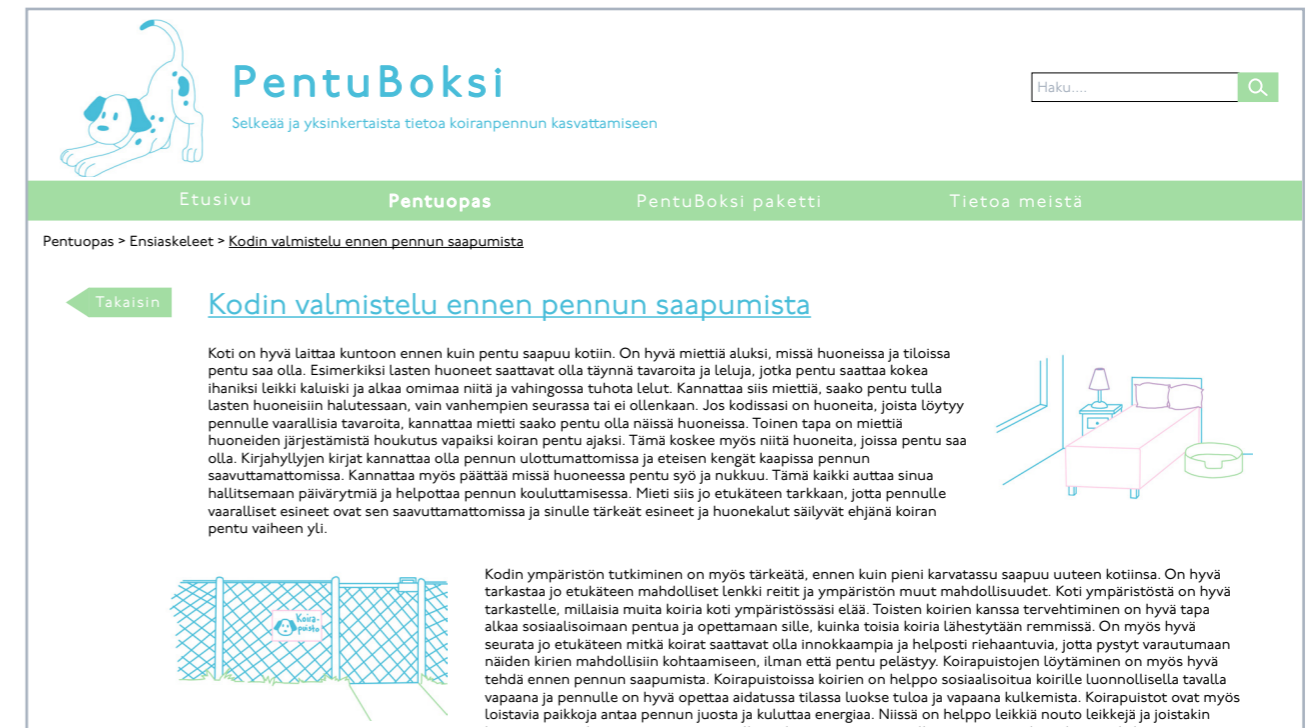 PentuBoksi
Selkeää ja yksinkertaista tietoa koiranpennun kasvattamiseen
Haku....
Etusivu Pentuopas PentuBoksi paketti Tietoa meistä
Pentuopas > Ensiaskeleet > Kodin valmistelu ennen pennun saapumista
Takaisin
Kodin valmistelu ennen pennun saapumista
Koti on hyvä laittaa kuntoon ennen kuin pentu saapuu kotiin. On hyvä miettiä aluksi, missä huoneissa ja tiloissa
pentu saa olla. Esimerkiksi lasten huoneet saattavat olla täynnä tavaroita ja leluja, jotka pentu saattaa kokea
ihaniksi leikki kaluiski ja alkaa omimaa niitä ja vahingossa tuhota lelut. Kannattaa siis miettiä, saako pentu tulla
lasten huoneisiin halutessaan, vain vanhempien seurassa tai ei ollenkaan. Jos kodissasi on huoneita, joista löytyy
pennulle vaarallisia tavaroita, kannattaa mietti saako pentu olla näissä huoneissa. Toinen tapa on miettiä
huoneiden järjestämistä houkutus vapaiksi koiran pentu ajaksi. Tämä koskee myös niitä huoneita, joissa pentu saa
olla. Kirjahyllyjen kirjat kannattaa olla pennun ulottumattomissa ja eteisen kengät kaapissa pennun
saavuttamattomissa. Kannattaa myös päättää missä huoneessa pentu syö ja nukkuu. Tämä kaikki auttaa sinua
hallitsemaan päivärytmiä ja helpottaa pennun kouluttamisessa. Mieti siis jo etukäteen tarkkaan, jotta pennulle
vaaralliset esineet ovat sen saavuttamattomissa ja sinulle tärkeät esineet ja huonekalut säilyvät ehjänä koiran
pentu vaiheen yli.
Koira-
puisto
Kodin ympäristön tutkiminen on myös tärkeätä, ennen kuin pieni karvatassu saapuu uuteen kotiinsa. On hyvä
tarkastaa jo etukäteen mahdolliset lenkki reitit ja ympäristön muut mahdollisuudet. Koti ympäristöstä on hyvä
tarkastelle, millaisia muita koiria koti ympäristössäsi elää. Toisten koirien kanssa tervehtiminen on hyvä tapa
alkaa sosiaalisoimaan pentua ja opettamaan sille, kuinka toisia koiria lähestytään remmissä. On myös hyvä
seurata jo etukäteen mitkä koirat saattavat olla innokkaampia ja helposti riehaantuvia, jotta pystyt varautumaan
näiden kirien mahdollisiin kohtaamiseen, ilman että pentu pelästyy. Koirapuistojen löytäminen on myös hyvä
tehdä ennen pennun saapumista. Koirapuistoissa koirien on helppo sosiaalisoitua koirille luonnollisella tavalla
vapaana ja pennulle on hyvä opettaa aidatussa tilassa luokse tuloa ja vapaana kulkemista. Koirapuistot ovat myös
loistavia paikkoja antaa pennun juosta ja kuluttaa energiaa. Niissä on helppo leikkiä nouto leikkejä ja joistakin